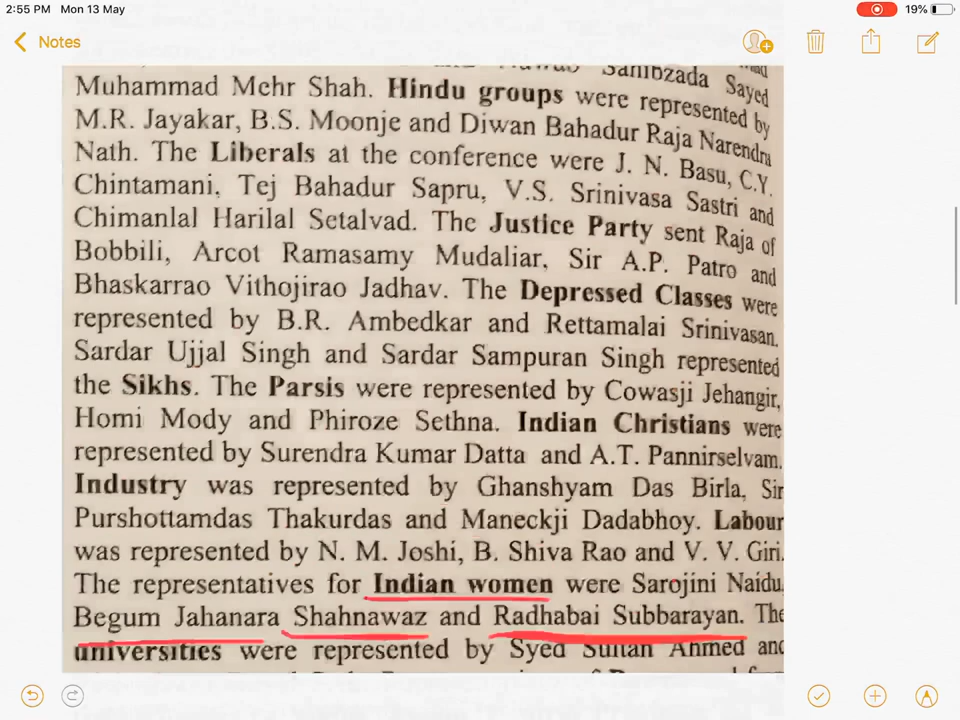 2:55 PM Mon 13 May
19%
Notes
Sahibzada Sayed
Muhammad Mehr Shah. Hindu groups were represented by
M.R. Jayakar, B.S. Moonje and Diwan Bahadur Raja Narendra
Nath. The Liberals at the conference were J. N. Basu, C.Y.
Chintamani, Tej Bahadur Sapru, V.S. Srinivasa Sastri and
Chimanlal Harilal Setalvad. The Justice Party sent Raja of
Bobbili, Arcot Ramasamy Mudaliar, Sir A.P. Patro and
Bhaskarrao Vithojirao Jadhav. The Depressed Classes were
represented by B.R. Ambedkar and Rettamalai Srinivasan.
Sardar Ujjal Singh and Sardar Sampuran Singh represented
the Sikhs. The Parsis were represented by Cowasji Jehangir,
Homi Mody and Phiroze Sethna. Indian Christians were
represented by Surendra Kumar Datta and A.T. Pannirselvam.
Industry was represented by Ghanshyam Das Birla, Sir
Purshottamdas Thakurdas and Maneckji Dadabhoy. Labour
was represented by N. M. Joshi, B. Shiva Rao and V. V. Giri.
The representatives for Indian women were Sarojini Naidu,
Begum Jahanara Shahnawaz and Radhabai Subbarayan. The
universities were represented by Syed Sultan Ahmed and